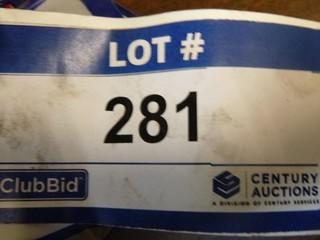 LOT #
281
ClubBid
CENTURY
AUCTIONS
A DIVISION OF CENTURY SERVICES